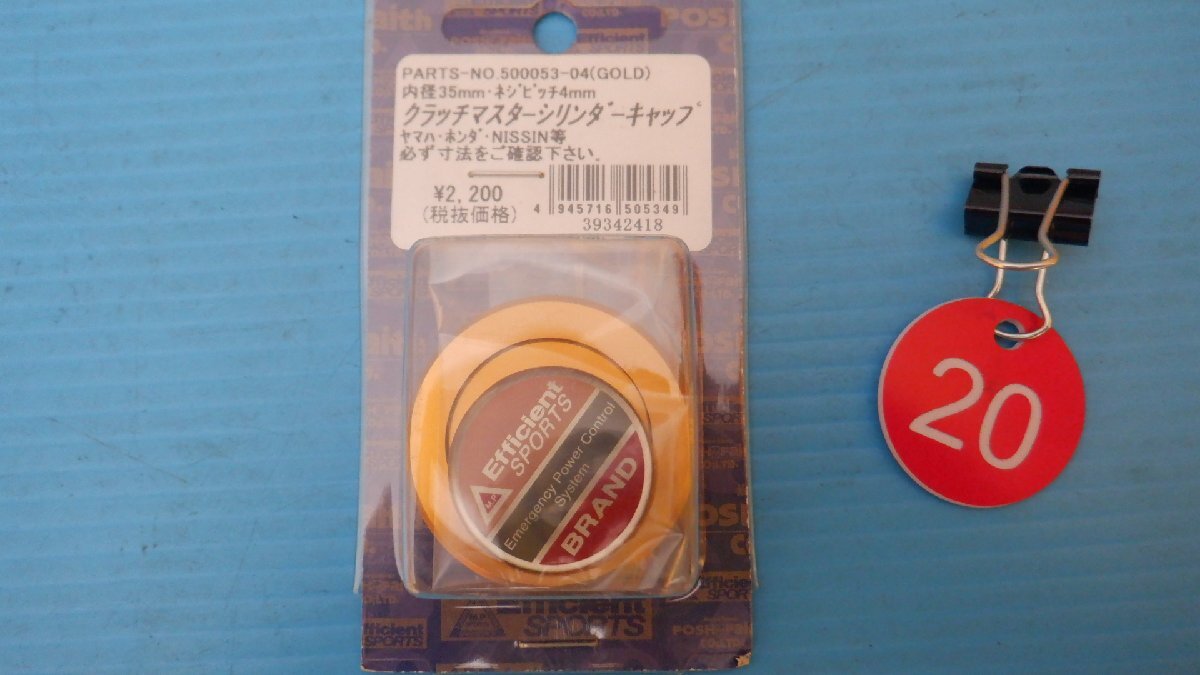 PARTS-NO.500053-04(GOLD)
内径35mm・ネジピッチ4mm
クラッチマスターシリンダーキャップ
ヤマハ・ホンダ・NISSIN等
必ず寸法をご確認下さい。
¥2,200
(税抜価格)
4 945716 505349
39342418
Efficient
SPORTS
Emergency Power Control
System
BRAND
20
Efficient
SPORTS